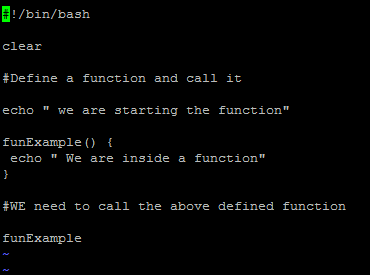 #!/bin/bash
clear
#Define a function and call it
echo " we are starting the function"
funExample() {
 echo " We are inside a function"
}
#WE need to call the above defined function
funExample
~
~